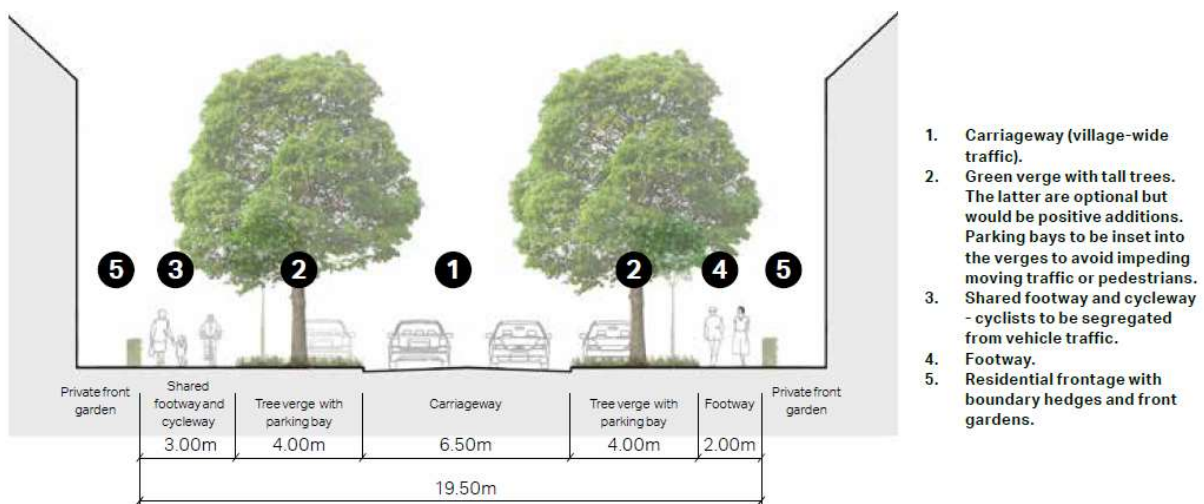 5
3
2
1
2
4
5
Private front
garden
Shared
footway and
cycleway
Tree verge with
parking bay
Carriageway
Tree verge with
parking bay
Footway
Private front
garden
3.00m
4.00m
6.50m
4.00m
2.00m
19.50m
1. Carriageway (village-wide
traffic).
2. Green verge with tall trees.
The latter are optional but
would be positive additions.
Parking bays to be inset into
the verges to avoid impeding
moving traffic or pedestrians.
3. Shared footway and cycleway
- cyclists to be segregated
from vehicle traffic.
4. Footway.
5. Residential frontage with
boundary hedges and front
gardens.